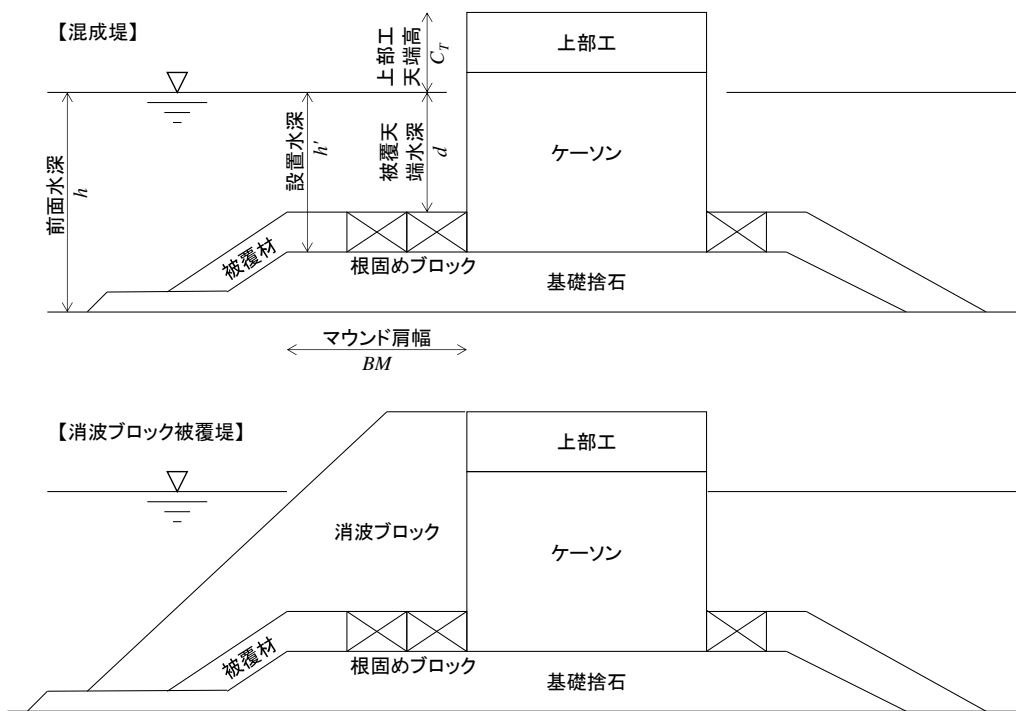 【混成堤】
上部工
天端高
C_T
上部工
前面水深
h
設置水深
h'
被覆天
端水深
d
ケーソン
被覆材
根固めブロック
基礎捨石
マウンド肩幅
BM
【消波ブロック被覆堤】
上部工
消波ブロック
ケーソン
被覆材
根固めブロック
基礎捨石